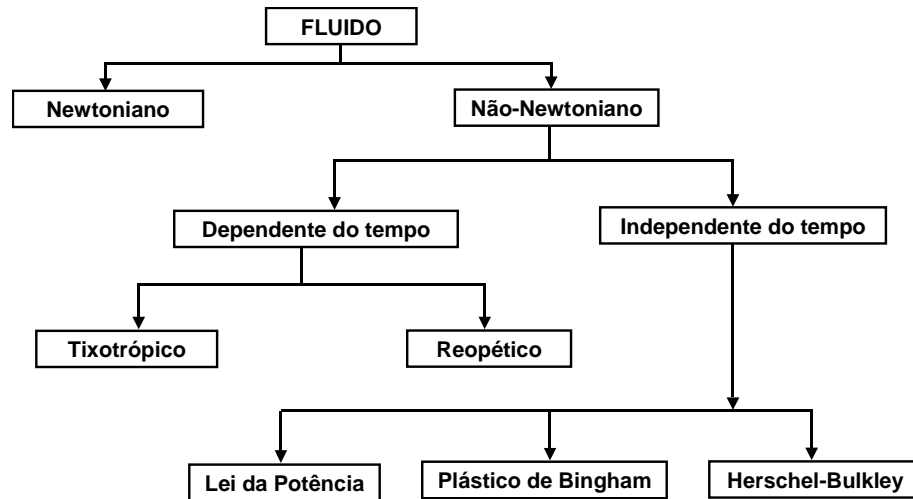 FLUIDO
Newtoniano
Não-Newtoniano
Dependente do tempo
Independente do tempo
Tixotrópico
Reopético
Lei da Potência
Plástico de Bingham
Herschel-Bulkley